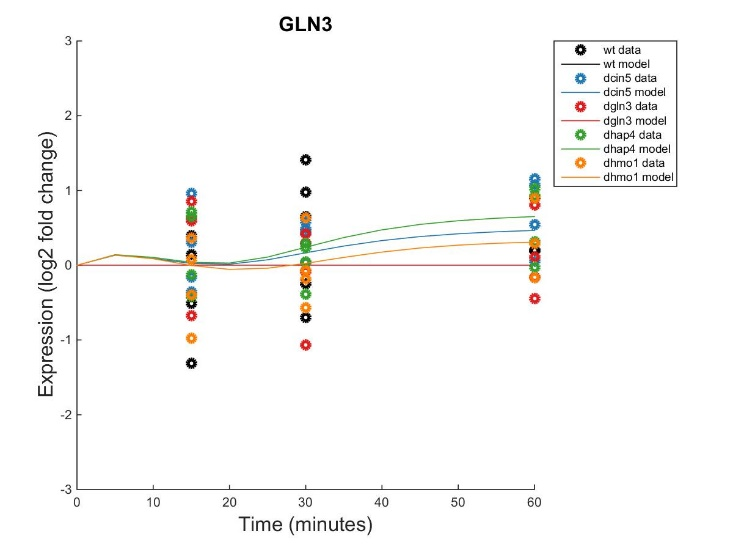 GLN3
Expression (log2 fold change)
3
2
1
0
-1
-2
-3
0 10 20 30 40 50 60
Time (minutes)
wt data
wt model
dcin5 data
dcin5 model
dgln3 data
dgln3 model
dhap4 data
dhap4 model
dhmo1 data
dhmo1 model